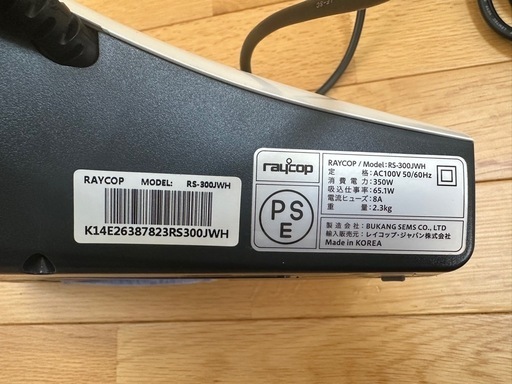 RAYCOP MODEL: RS-300JWH
K14E26387823RS300JWH
raycop
PSE
RAYCOP / Model:RS-300JWH
定 格: AC100V 50/60Hz
消 費 電 力: 350W
吸込仕事率: 65.1W
電流ヒューズ: 8A
重 量: 2.3kg
製 造 元: BUKANG SEMS CO., LTD
輸入販売元: レイコップ・ジャパン株式会社
Made in KOREA